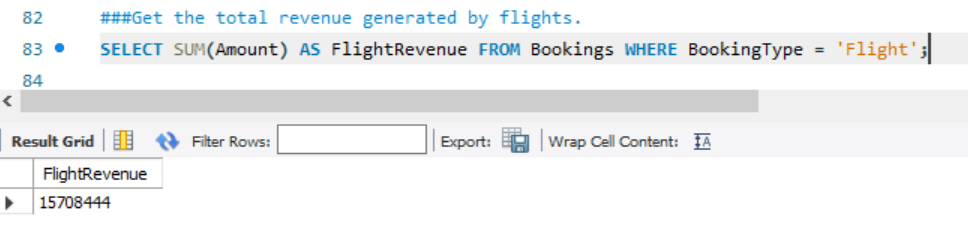 82 ###Get the total revenue generated by flights.
83 SELECT SUM(Amount) AS FlightRevenue FROM Bookings WHERE BookingType = 'Flight';
84
Result Grid Filter Rows: Export: Wrap Cell Content: IA
FlightRevenue
15708444